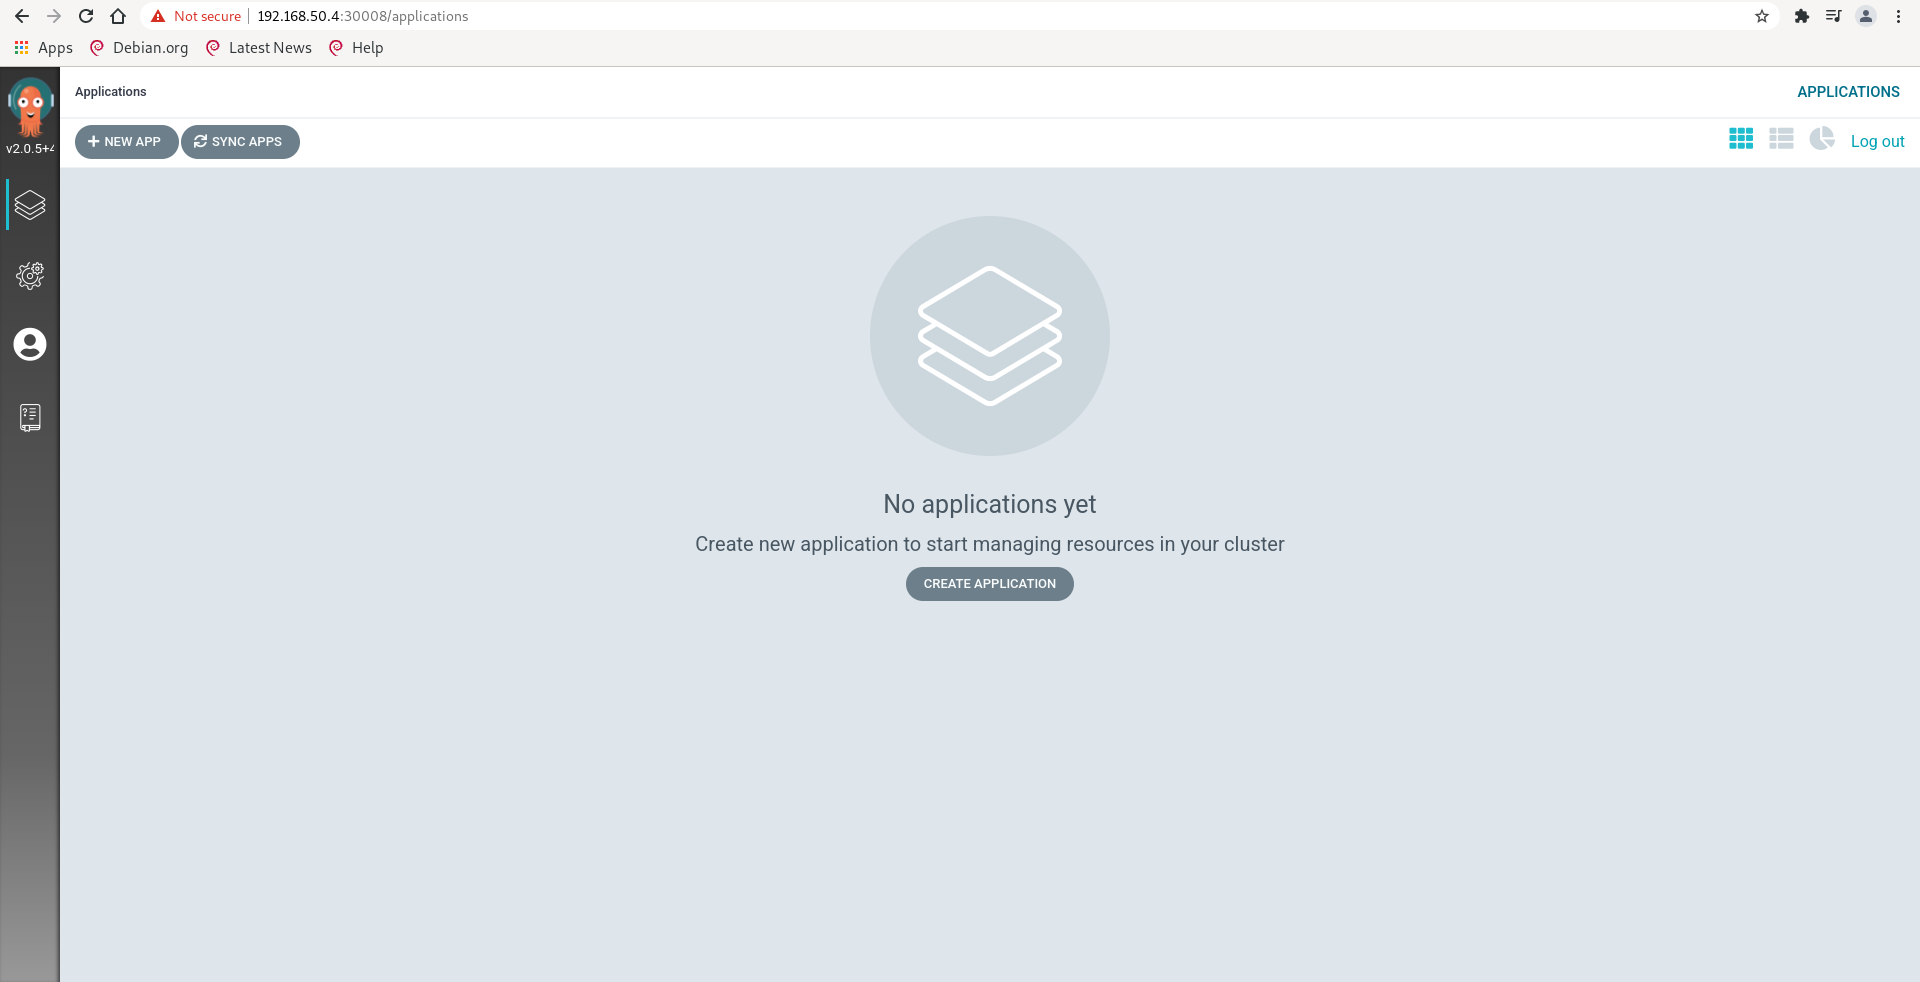 Not secure 192.168.50.4:30008/applications
Apps Debian.org Latest News Help
Applications APPLICATIONS
NEW APP SYNC APPS Log out
v2.0.5+4
No applications yet
Create new application to start managing resources in your cluster
CREATE APPLICATION